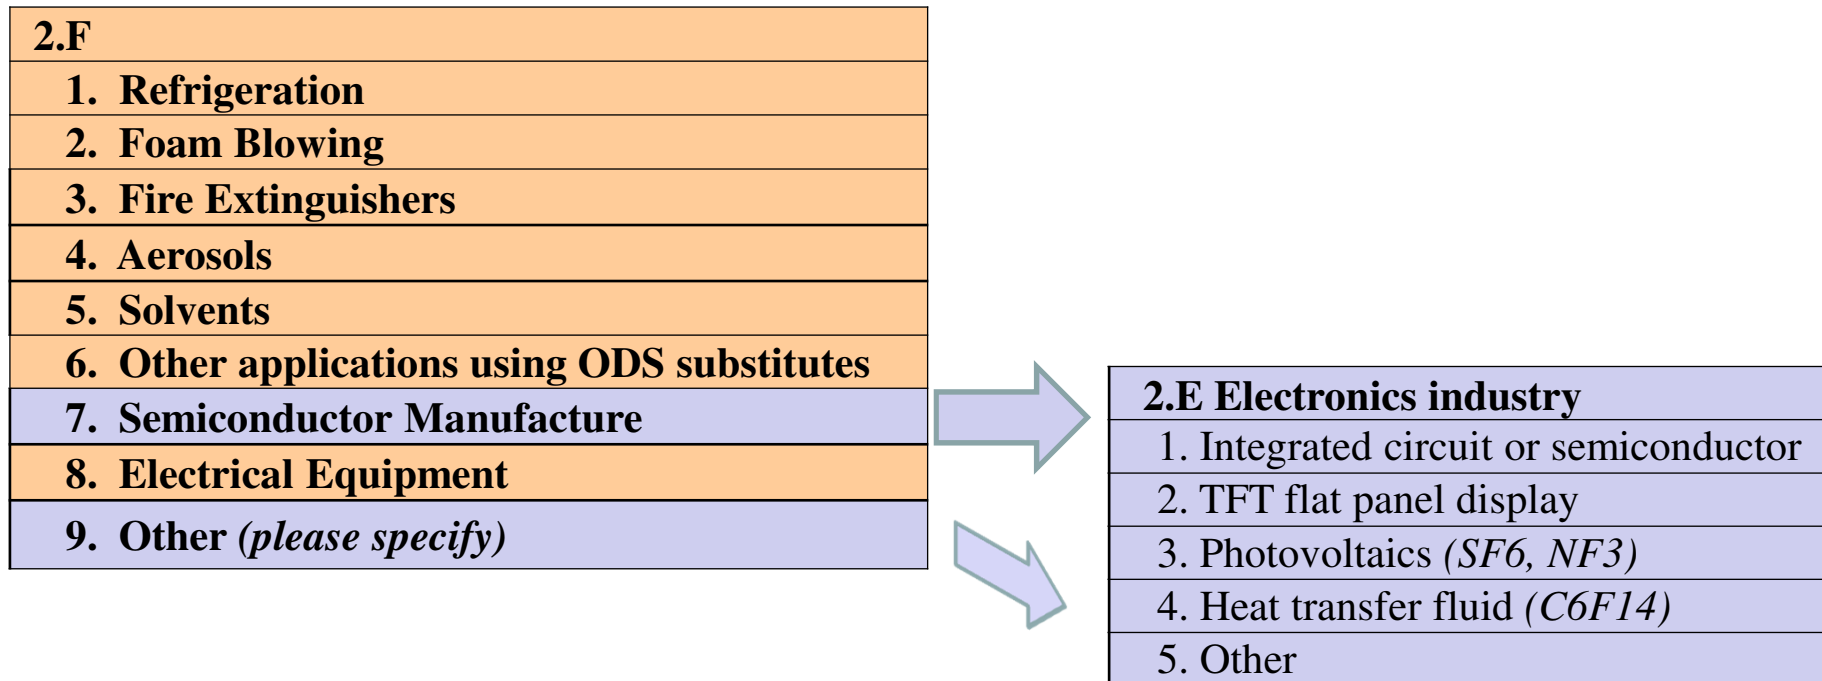 2.F
1. Refrigeration
2. Foam Blowing
3. Fire Extinguishers
4. Aerosols
5. Solvents
6. Other applications using ODS substitutes
7. Semiconductor Manufacture
8. Electrical Equipment
9. Other (please specify)
2.E Electronics industry
1. Integrated circuit or semiconductor
2. TFT flat panel display
3. Photovoltaics (SF6, NF3)
4. Heat transfer fluid (C6F14)
5. Other